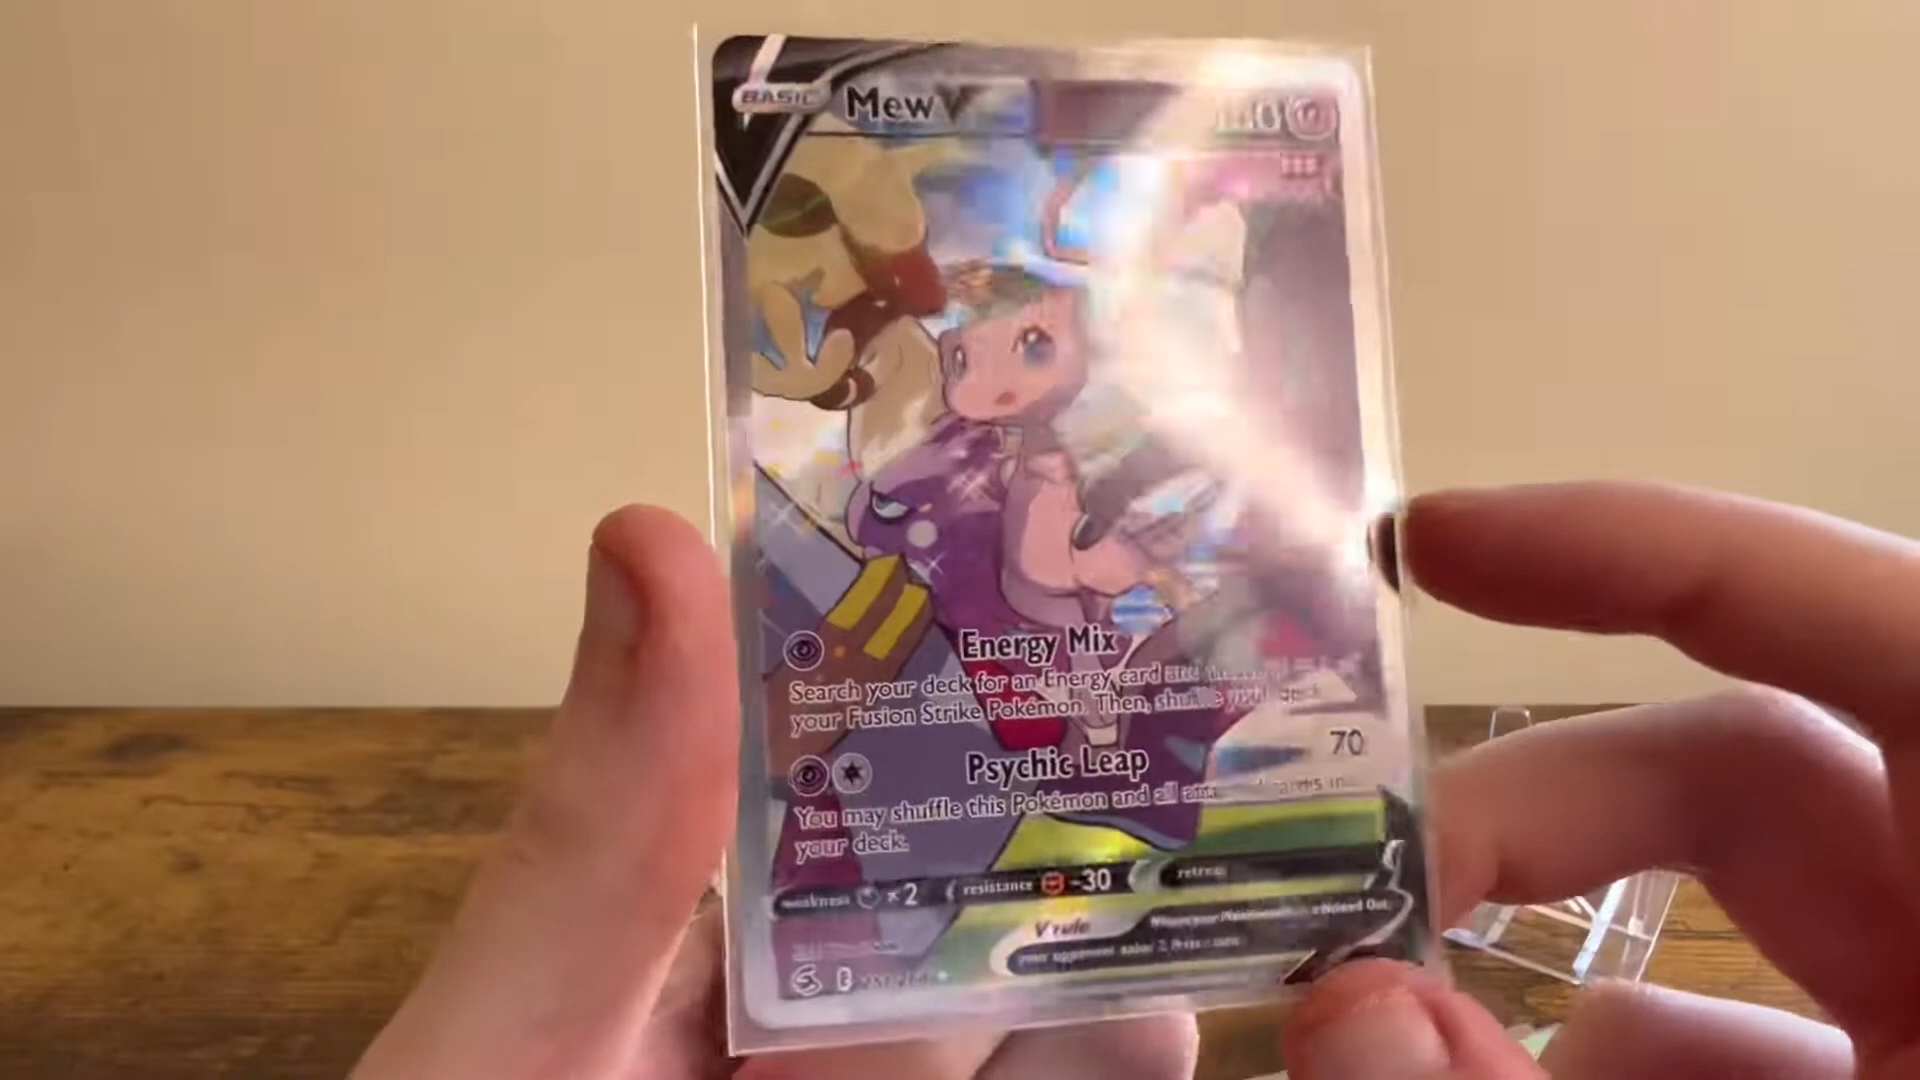 BASIC Mew V
Energy Mix
Search your deck for an Energy card and
your Fusion Strike Pokémon. Then, shuffle your deck
70
Psychic Leap
You may shuffle this Pokémon and all
your deck.
weakness ×2 resistance -30 retreat
V rule
your opponent takes 2 Prize cards.